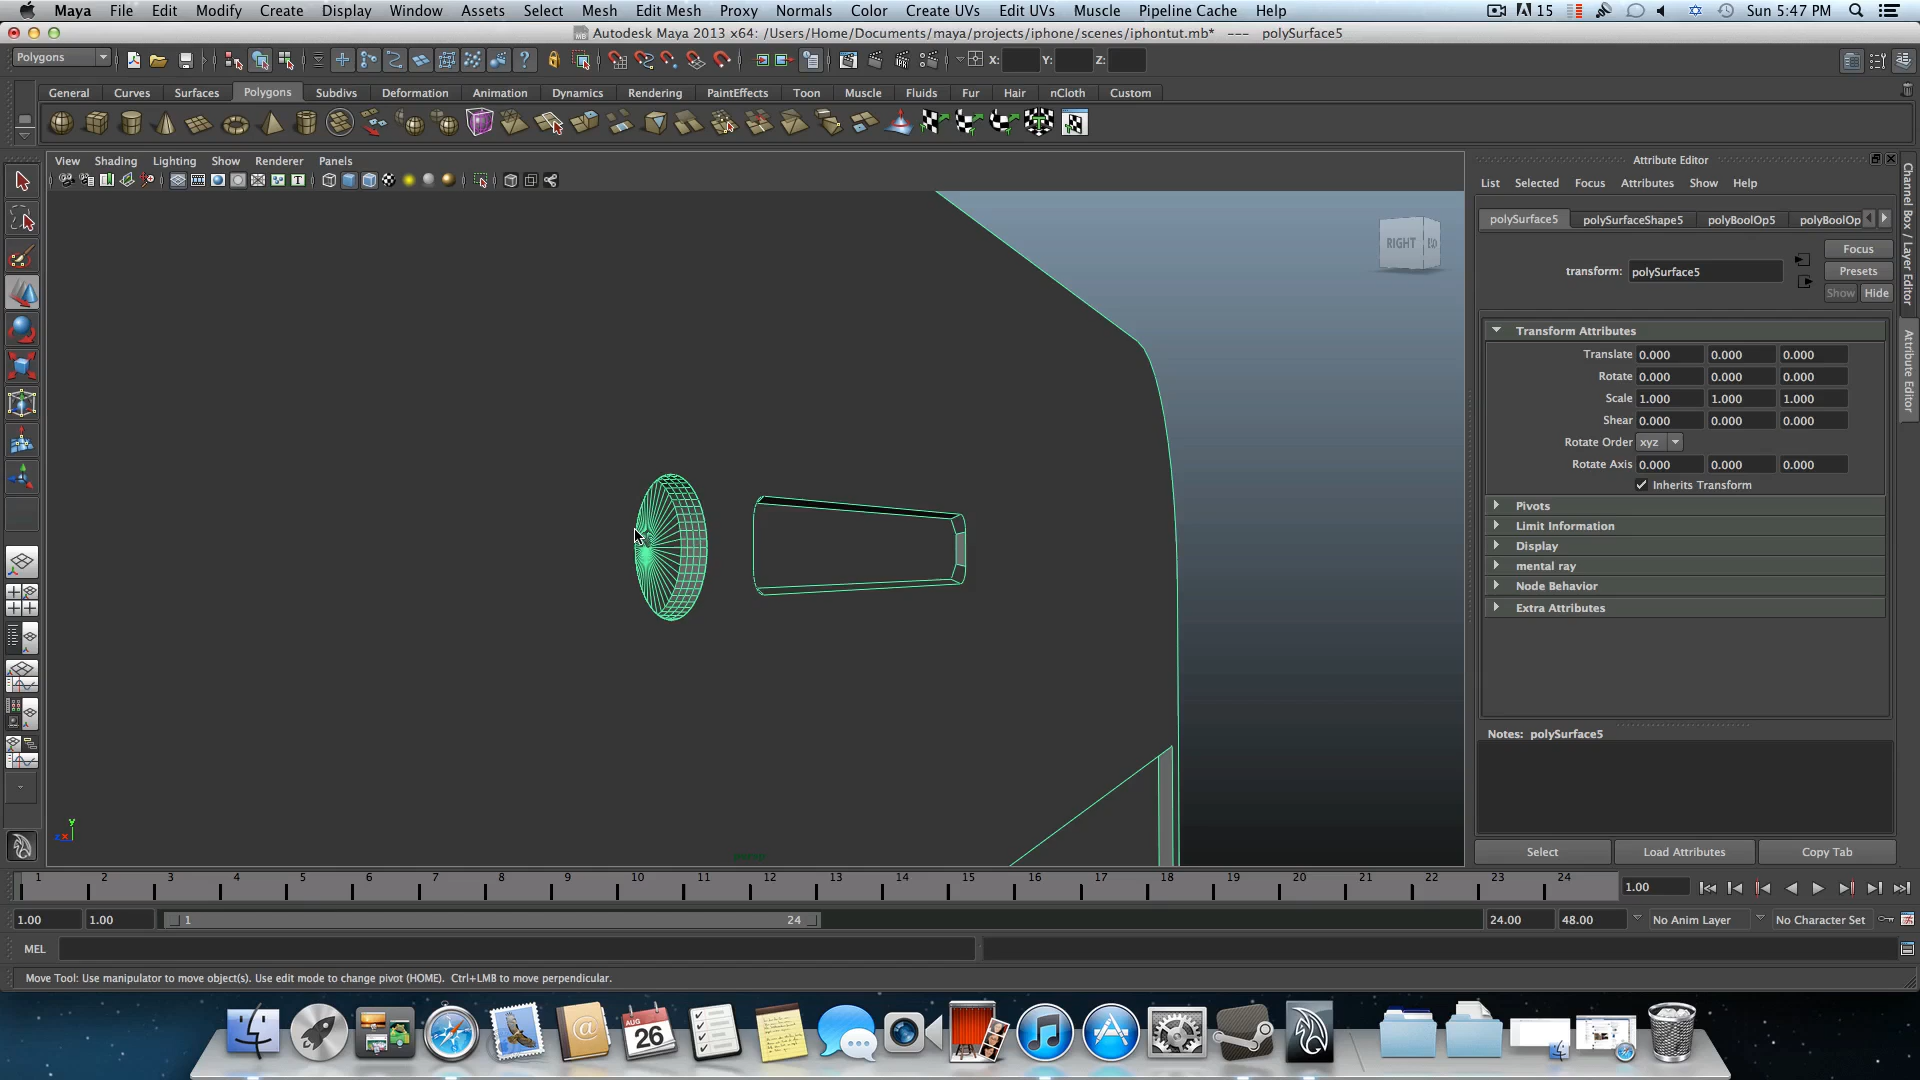 Maya File Edit Modify Create Display Window Assets Select Mesh Edit Mesh Proxy Normals Color Create UVs Edit UVs Muscle Pipeline Cache Help 15 Sun 5:47 PM
Autodesk Maya 2013 x64: /Users/Home/Documents/maya/projects/iphone/scenes/iphontut.mb* --- polySurface5
Polygons X: Y: Z:
General Curves Surfaces Polygons Subdivs Deformation Animation Dynamics Rendering PaintEffects Toon Muscle Fluids Fur Hair nCloth Custom
View Shading Lighting Show Renderer Panels
Attribute Editor
List Selected Focus Attributes Show Help
polySurface5 polySurfaceShape5 polyBoolOp5 polyBoolOp
Focus
transform: polySurface5 Presets
Show Hide
RIGHT
Transform Attributes
Translate 0.000 0.000 0.000
Rotate 0.000 0.000 0.000
Scale 1.000 1.000 1.000
Shear 0.000 0.000 0.000
Rotate Order xyz
Rotate Axis 0.000 0.000 0.000
Inherits Transform
Pivots
Limit Information
Display
mental ray
Node Behavior
Extra Attributes
Notes: polySurface5
Select Load Attributes Copy Tab
Channel Box / Layer Editor
Attribute Editor
y
x
1 2 3 4 5 6 7 8 9 10 11 12 13 14 15 16 17 18 19 20 21 22 23 24 1.00
1.00 1.00 1 24 24.00 48.00 No Anim Layer No Character Set
MEL
Move Tool: Use manipulator to move object(s). Use edit mode to change pivot (HOME). Ctrl+LMB to move perpendicular.
AUG
26